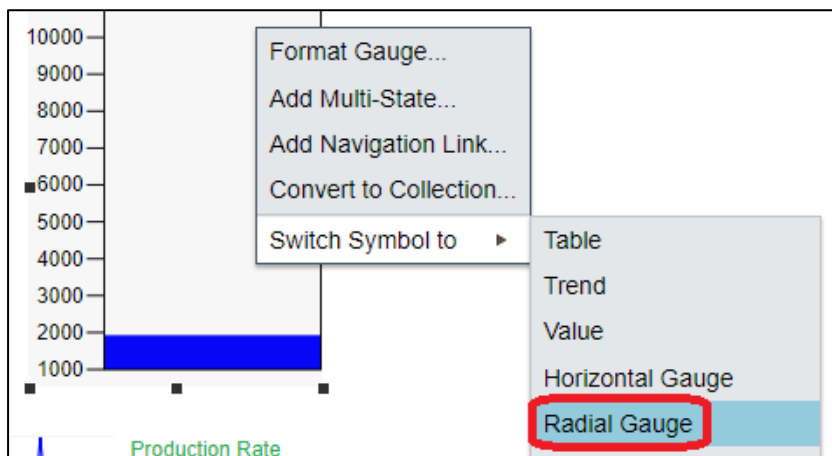 10000
9000
8000
7000
6000
5000
4000
3000
2000
1000
Format Gauge...
Add Multi-State...
Add Navigation Link...
Convert to Collection...
Switch Symbol to
Table
Trend
Value
Horizontal Gauge
Radial Gauge
Production Rate